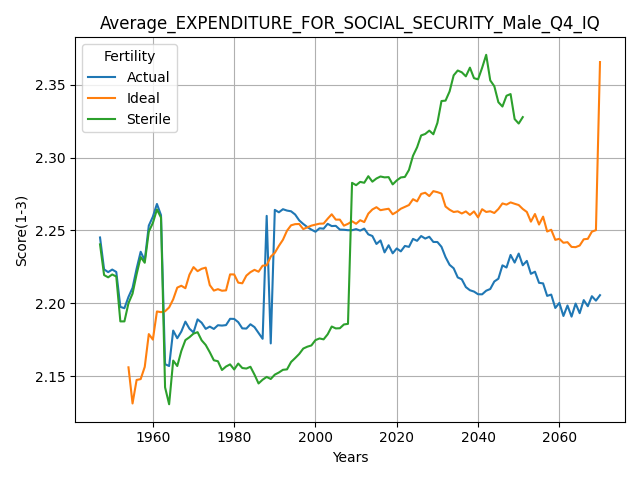 Average_EXPENDITURE_FOR_SOCIAL_SECURITY_Male_Q4_IQ
Fertility
Actual
Ideal
Sterile
Score(1-3)
2.35
2.30
2.25
2.20
2.15
1960 1980 2000 2020 2040 2060
Years